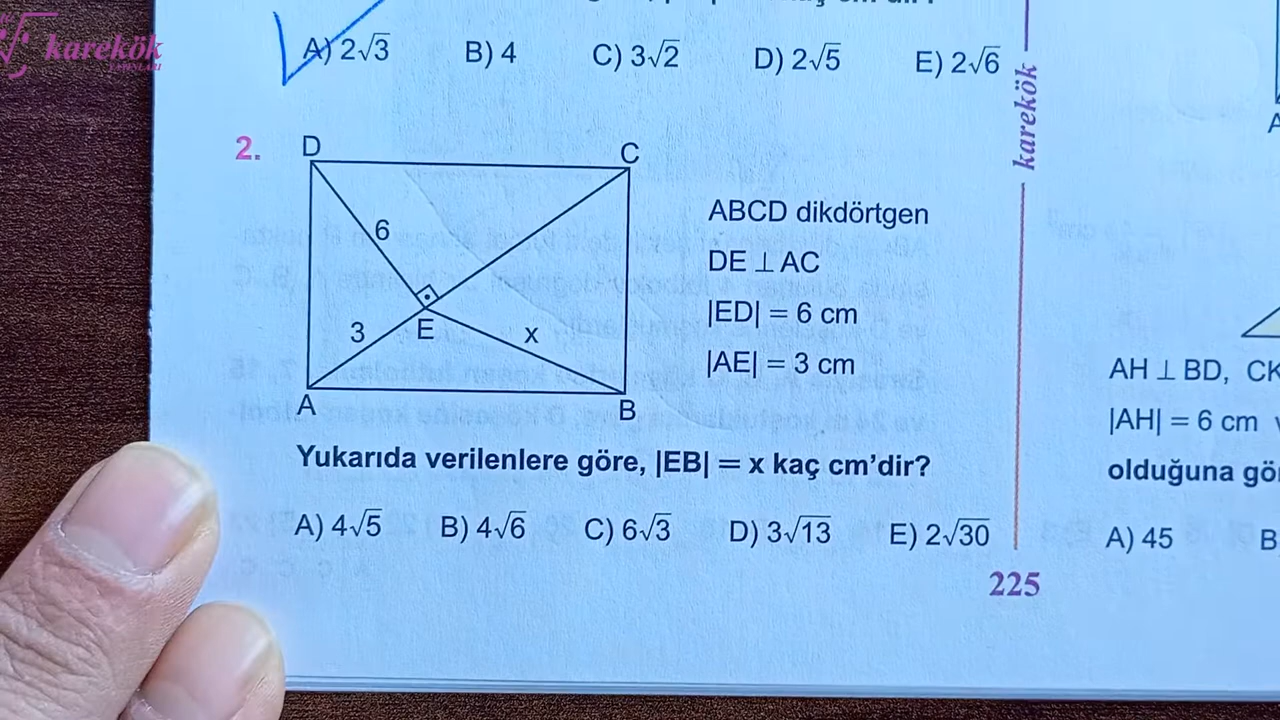 karekök
YAYINLARI
A) 2√3 B) 4 C) 3√2 D) 2√5 E) 2√6
karekök
2.
D
C
6
3
E
x
A
B
ABCD dikdörtgen
DE ⊥ AC
|ED| = 6 cm
|AE| = 3 cm
Yukarıda verilenlere göre, |EB| = x kaç cm'dir?
A) 4√5 B) 4√6 C) 6√3 D) 3√13 E) 2√30
225
A
AH ⊥ BD, CK
|AH| = 6 cm
olduğuna gö
A) 45 B